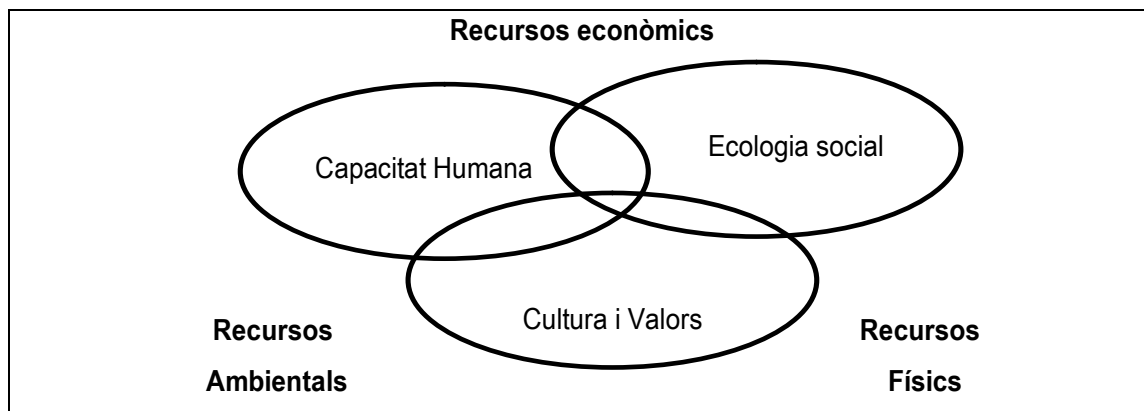 Recursos econòmics
Ecologia social
Capacitat Humana
Cultura i Valors
Recursos
Ambientals
Recursos
Físics